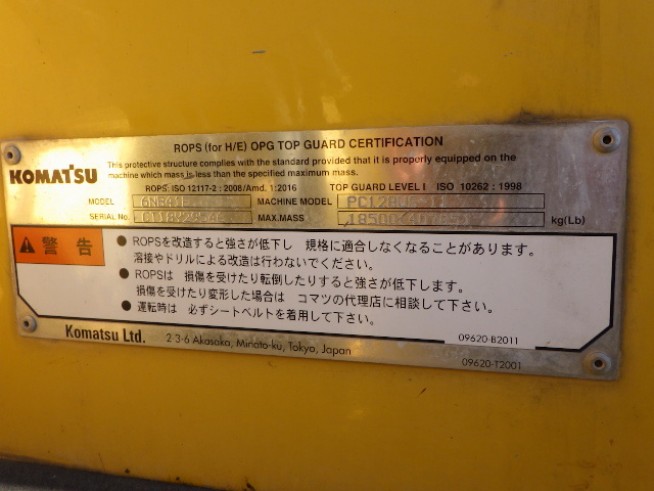 ROPS (for H/E) OPG TOP GUARD CERTIFICATION
KOMATSU
This protective structure complies with the standard provided that it is properly equipped on the
machine which mass is less than the specified maximum mass.
ROPS: ISO 12117-2 : 2008/Amd. 1:2016 TOP GUARD LEVEL I ISO 10262 : 1998
MODEL MACHINE MODEL
SERIAL No. MAX.MASS kg(Lb)
警告
● ROPSを改造すると強さが低下し 規格に適合しなくなることがあります。
溶接やドリルによる改造は行わないでください。
● ROPSは 損傷を受けたり転倒したりすると強さが低下します。
損傷を受けたり変形した場合は コマツの代理店に相談して下さい。
● 運転時は 必ずシートベルトを着用して下さい。
09620-B2011
Komatsu Ltd. 2-3-6 Akasaka, Minato-ku, Tokyo, Japan
09620-T2001